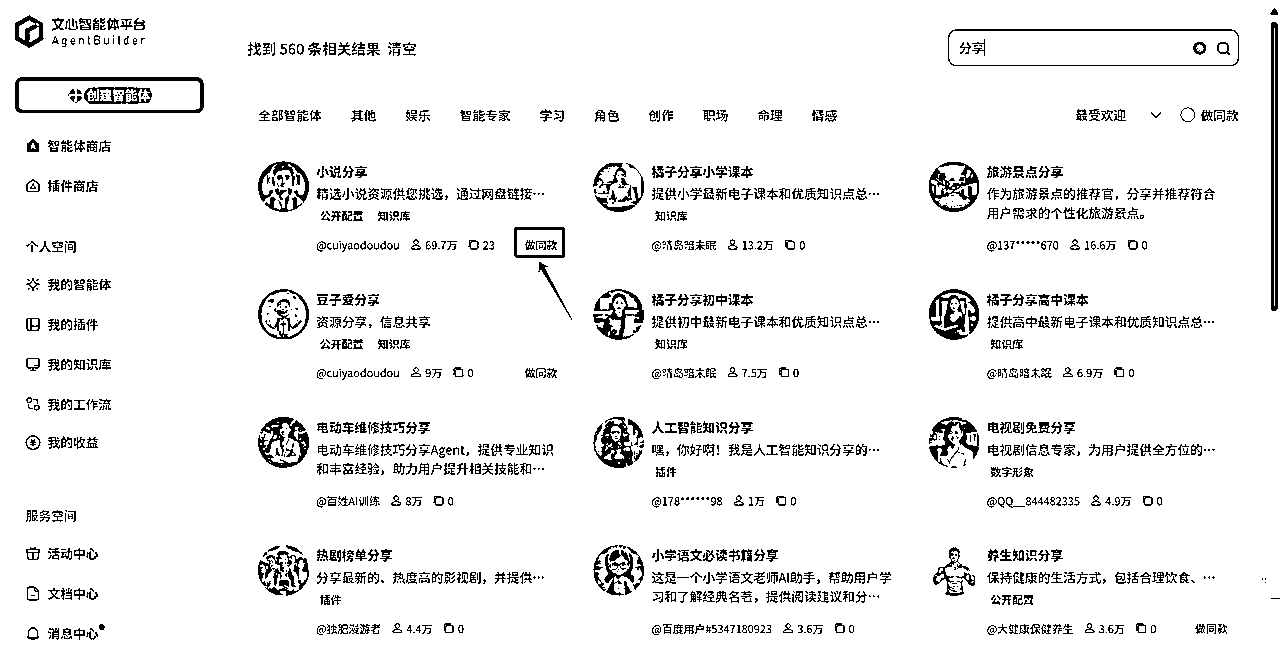 文心智能体平台
AgentBuilder
创建智能体
智能体商店
插件商店
个人空间
我的智能体
我的插件
我的知识库
我的工作流
我的收益
服务空间
活动中心
文档中心
消息中心
找到 560 条相关结果 清空
分享
全部智能体 其他 娱乐 智能专家 学习 角色 创作 职场 命理 情感
最受欢迎 做同款
小说分享
精选小说资源供您挑选，通过网盘链接…
公开配置 知识库
@cuiyaodoudou 69.7万 23 做同款
橘子分享小学课本
提供小学最新电子课本和优质知识点总…
知识库
@晴岛暗未眠 13.2万 0
旅游景点分享
作为旅游景点的推荐官，分享并推荐符合
用户需求的个性化旅游景点。
@137*****670 16.6万 0
豆子爱分享
资源分享，信息共享
公开配置 知识库
@cuiyaodoudou 9万 0 做同款
橘子分享初中课本
提供初中最新电子课本和优质知识点总…
知识库
@晴岛暗未眠 7.5万 0
橘子分享高中课本
提供高中最新电子课本和优质知识点总…
知识库
@晴岛暗未眠 6.9万 0
电动车维修技巧分享
电动车维修技巧分享Agent，提供专业知识
和丰富经验，助力用户提升相关技能和…
@百姓AI训练 8万 0
人工智能知识分享
嘿，你好啊！我是人工智能知识分享的…
插件
@178******98 1万 0
电视剧免费分享
电视剧信息专家，为用户提供全方位的…
数字形象
@QQ__844482335 4.9万 0
热剧榜单分享
分享最新的、热度高的影视剧，并提供…
插件
4.4万 0
小学语文必读书籍分享
这是一个小学语文老师AI助手，帮助用户学
习和了解经典名著，提供阅读建议和分…
@百度用户#5347180923 3.6万 0
养生知识分享
保持健康的生活方式，包括合理饮食、…
公开配置
@大健康保健养生 3.6万 0 做同款